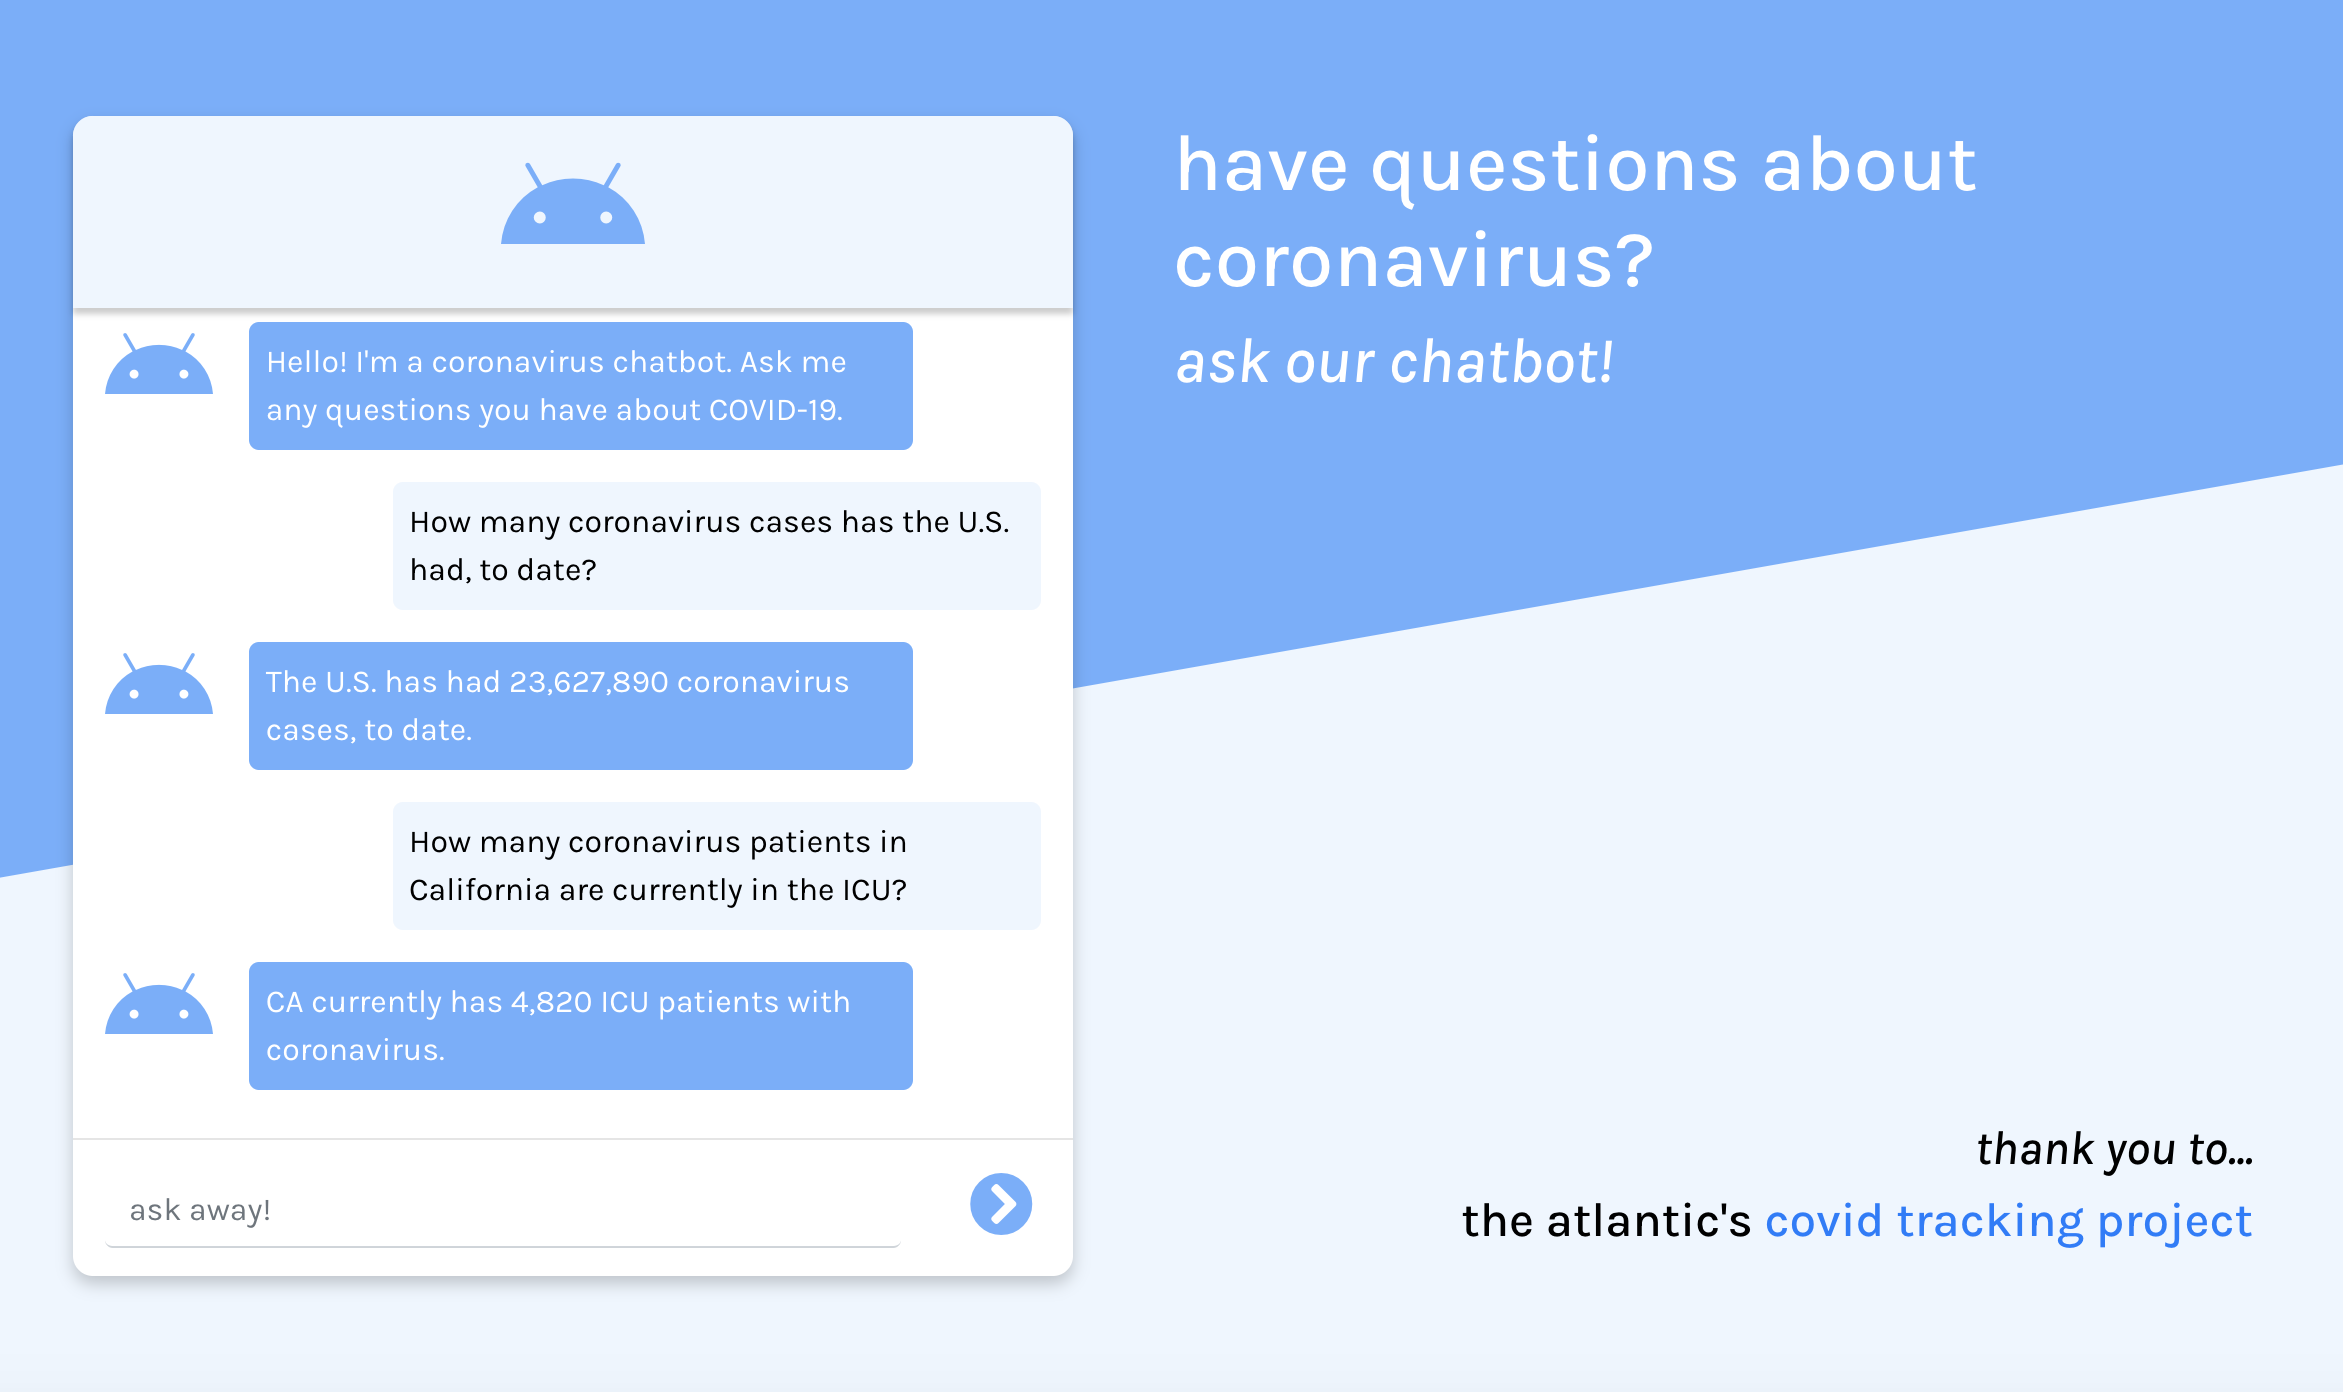 Hello! I'm a coronavirus chatbot. Ask me
any questions you have about COVID-19.
How many coronavirus cases has the U.S.
had, to date?
The U.S. has had 23,627,890 coronavirus
cases, to date.
How many coronavirus patients in
California are currently in the ICU?
CA currently has 4,820 ICU patients with
coronavirus.
ask away!
have questions about
coronavirus?
ask our chatbot!
thank you to...
the atlantic's covid tracking project